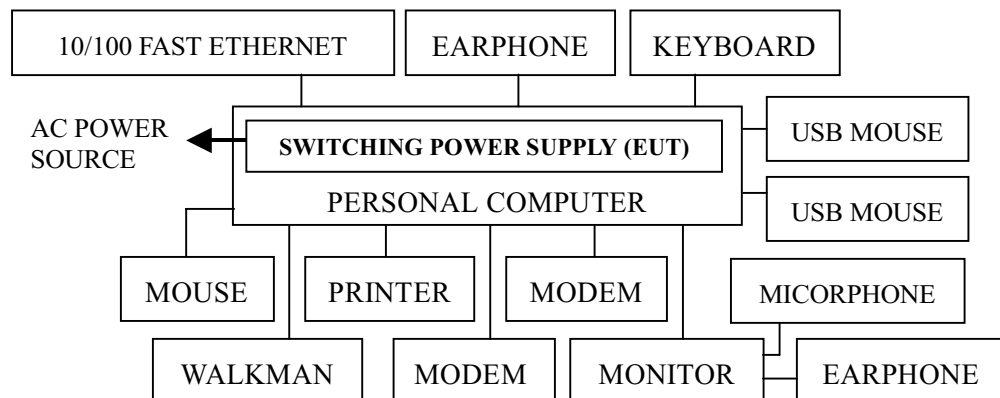 10/100 FAST ETHERNET
EARPHONE
KEYBOARD
AC POWER
SOURCE
SWITCHING POWER SUPPLY (EUT)
USB MOUSE
PERSONAL COMPUTER
USB MOUSE
MOUSE
PRINTER
MODEM
MICORPHONE
WALKMAN
MODEM
MONITOR
EARPHONE